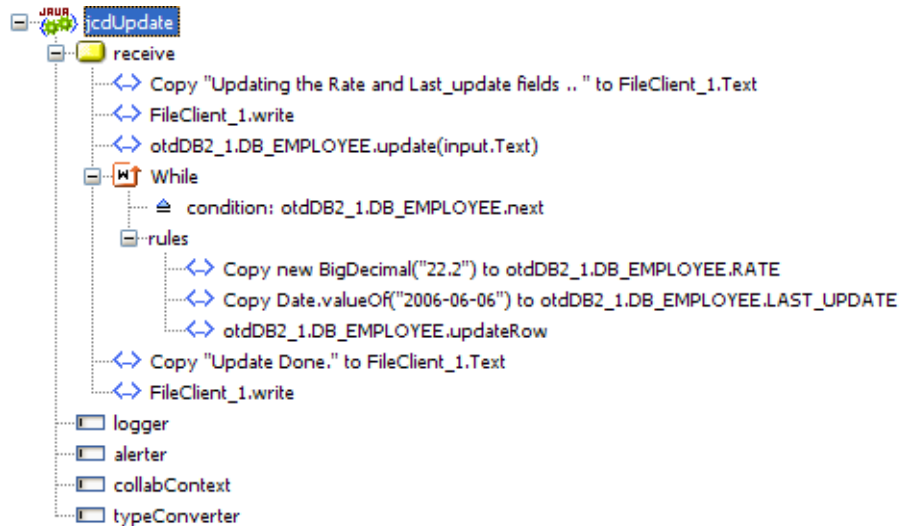 JAVA jcdUpdate
receive
Copy "Updating the Rate and Last_update fields .. " to FileClient_1.Text
FileClient_1.write
otdDB2_1.DB_EMPLOYEE.update(input.Text)
W While
condition: otdDB2_1.DB_EMPLOYEE.next
rules
Copy new BigDecimal("22.2") to otdDB2_1.DB_EMPLOYEE.RATE
Copy Date.valueOf("2006-06-06") to otdDB2_1.DB_EMPLOYEE.LAST_UPDATE
otdDB2_1.DB_EMPLOYEE.updateRow
Copy "Update Done." to FileClient_1.Text
FileClient_1.write
logger
alerter
collabContext
typeConverter